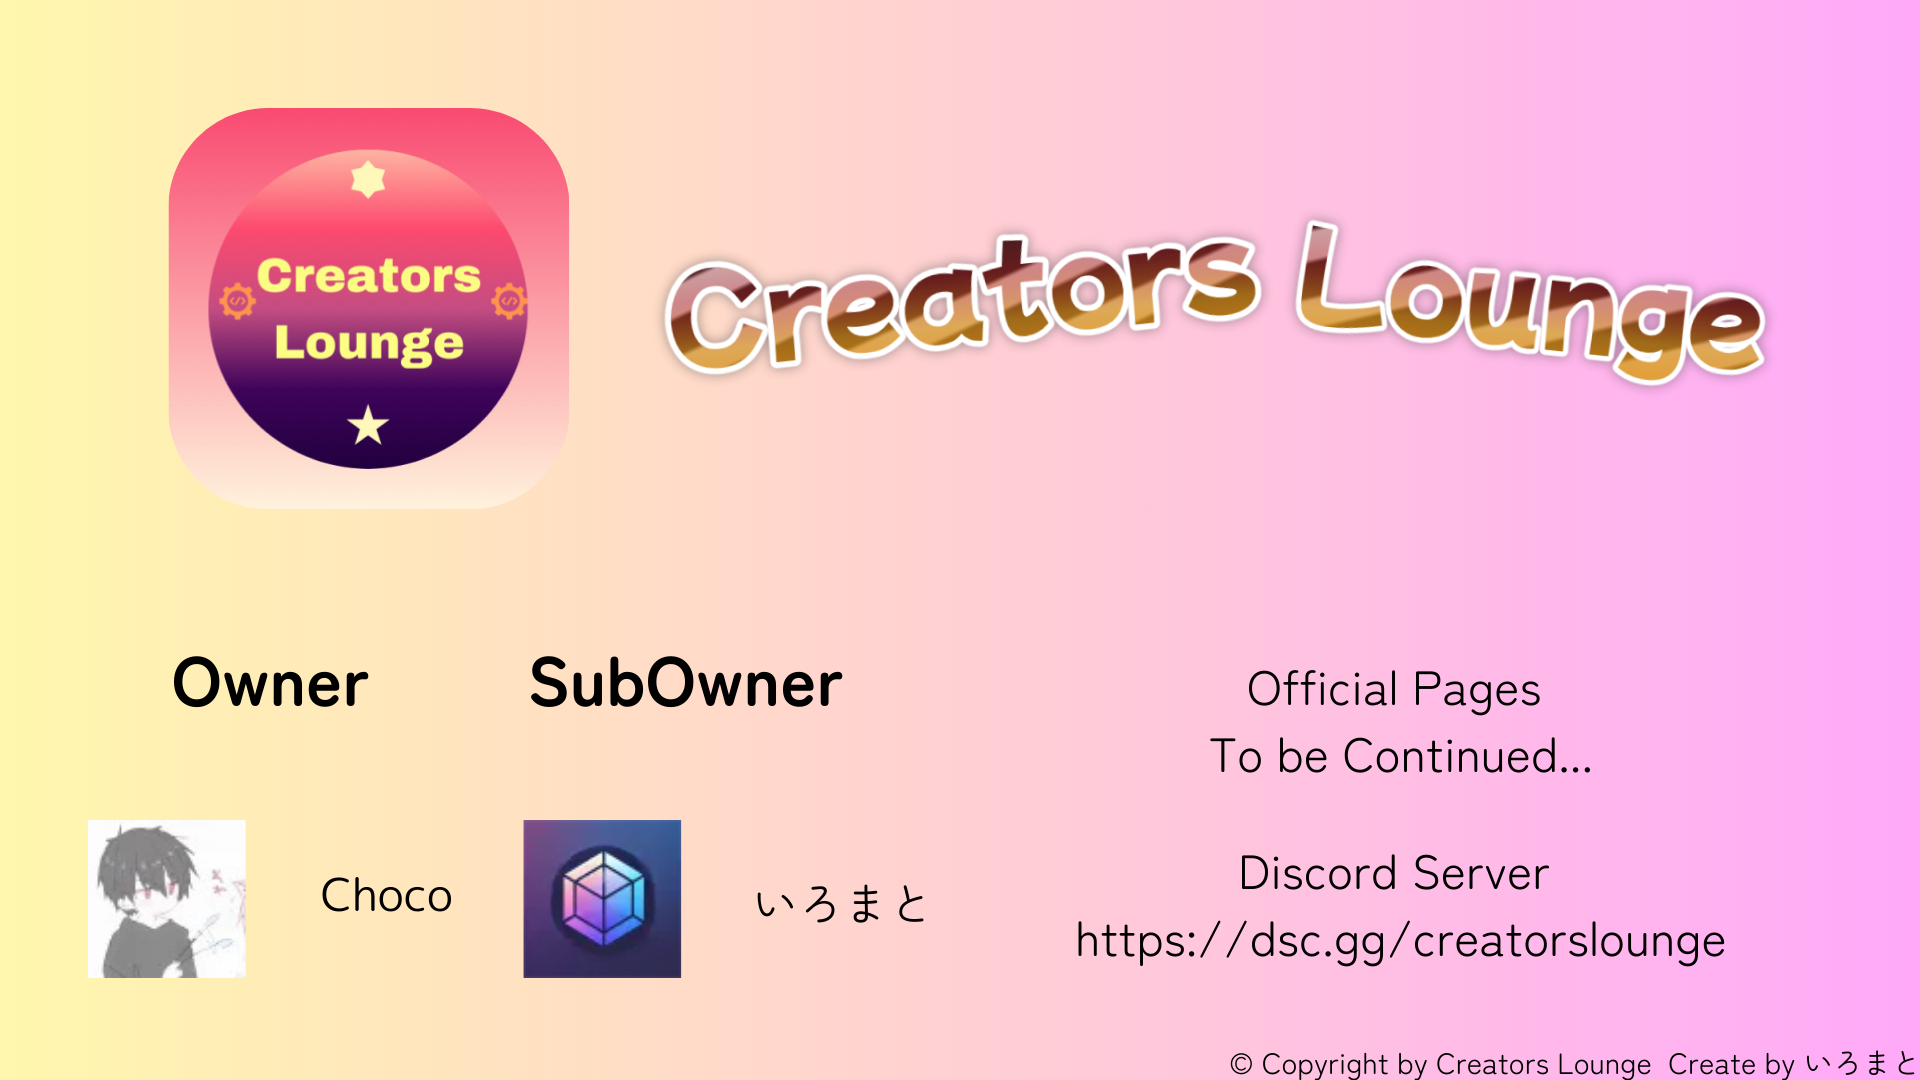 Creators
Lounge
Creators Lounge
Owner
SubOwner
Choco
いろまと
Official Pages
To be Continued...
Discord Server
https://dsc.gg/creatorslounge
© Copyright by Creators Lounge Create by いろまと